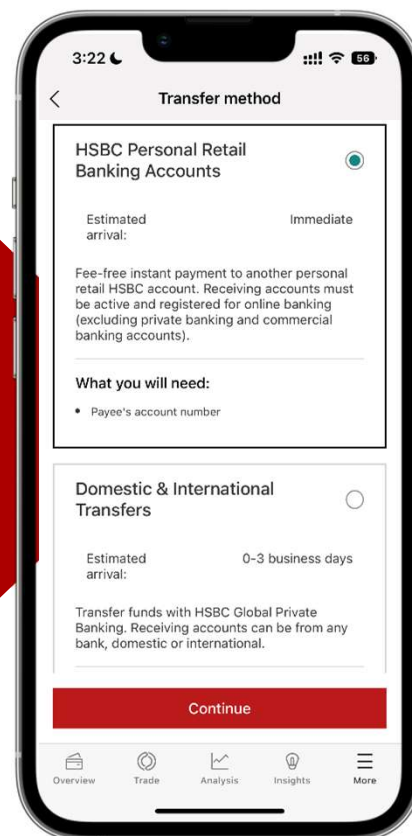 3:22
56
Transfer method
HSBC Personal Retail
Banking Accounts
Estimated
arrival:
Immediate
Fee-free instant payment to another personal
retail HSBC account. Receiving accounts must
be active and registered for online banking
(excluding private banking and commercial
banking accounts).
What you will need:
• Payee's account number
Domestic & International
Transfers
Estimated
arrival:
0-3 business days
Transfer funds with HSBC Global Private
Banking. Receiving accounts can be from any
bank, domestic or international.
Continue
Overview
Trade
Analysis
Insights
More